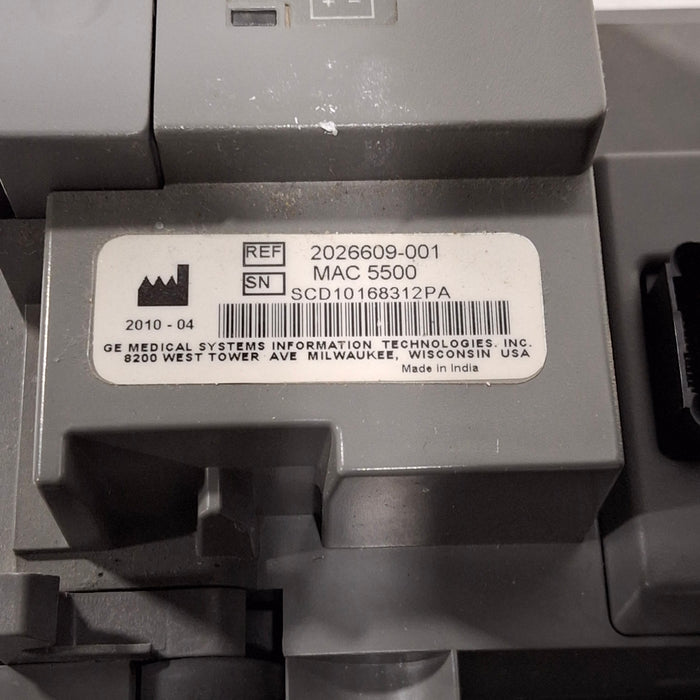 REF 2026609-001
MAC 5500
SN SCD10168312PA
2010 - 04
GE MEDICAL SYSTEMS INFORMATION TECHNOLOGIES. INC.
8200 WEST TOWER AVE MILWAUKEE, WISCONSIN USA
Made in India